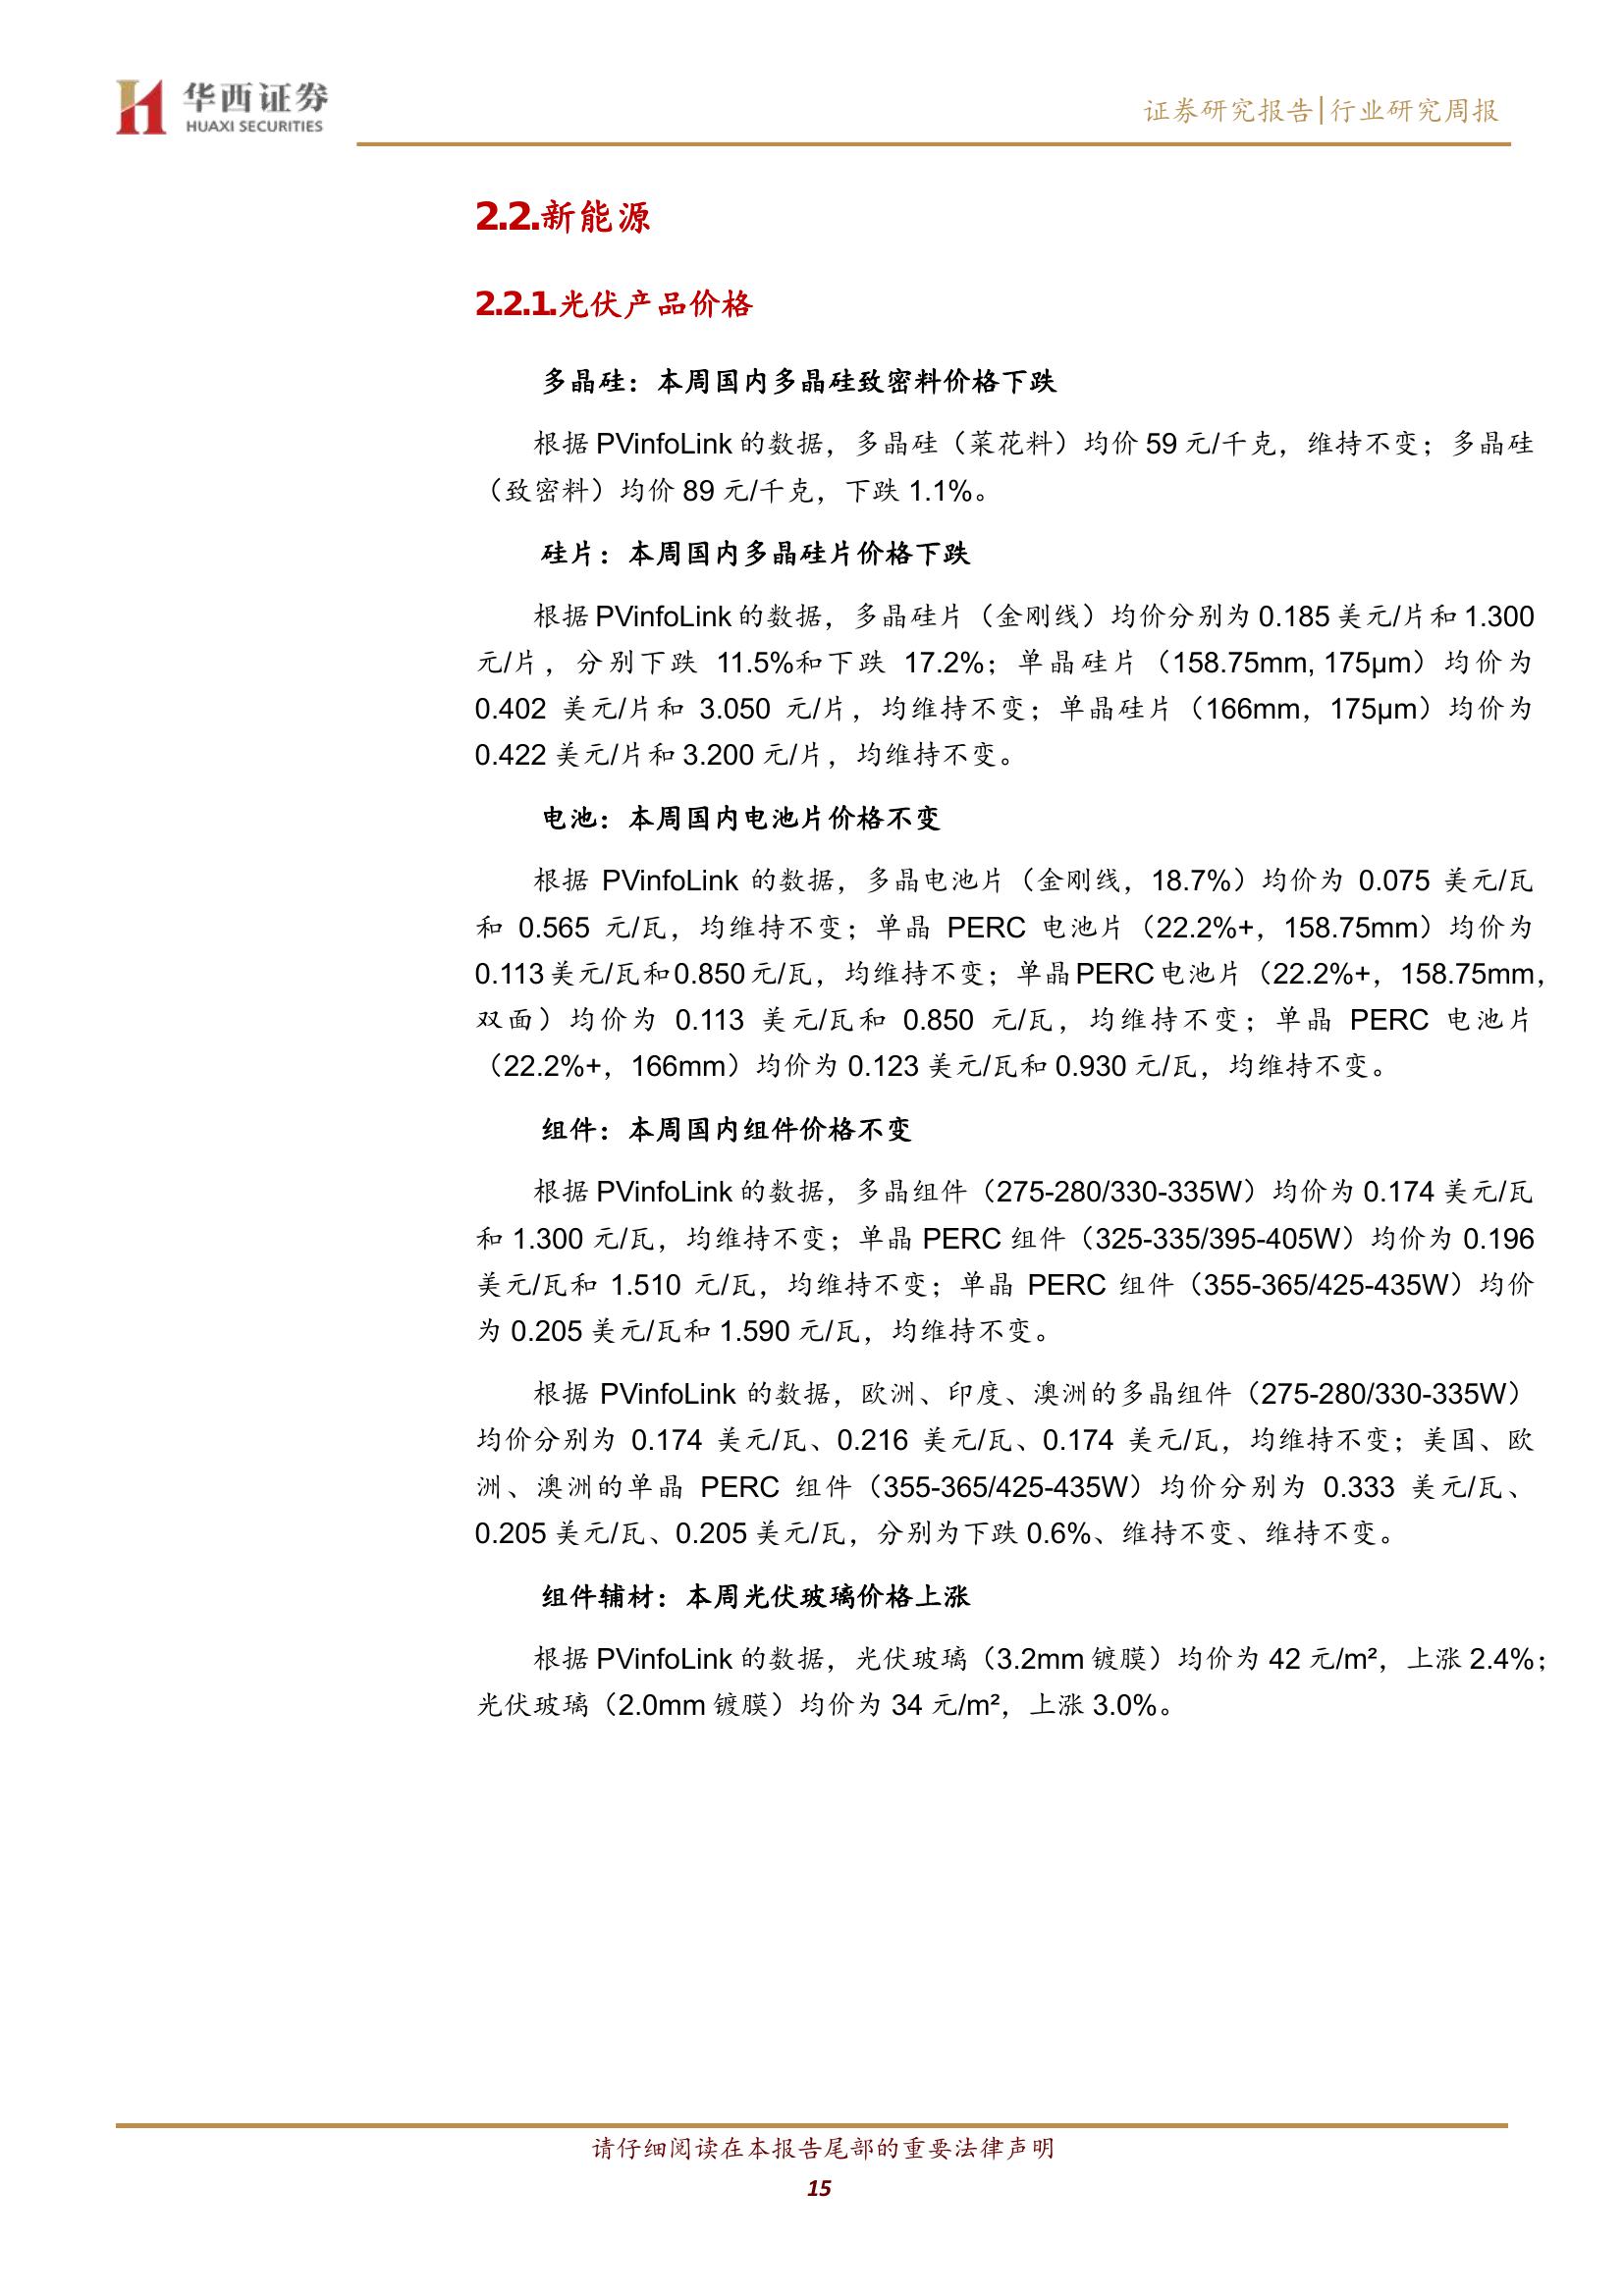 华西证券
HUAXI SECURITIES
证券研究报告|行业研究周报
2.2.新能源
2.2.1.光伏产品价格
多晶硅：本周国内多晶硅致密料价格下跌
根据 PVinfoLink 的数据，多晶硅（菜花料）均价 59 元/千克，维持不变；多晶硅
（致密料）均价 89 元/千克，下跌 1.1%。
硅片：本周国内多晶硅片价格下跌
根据 PVinfoLink 的数据，多晶硅片（金刚线）均价分别为 0.185 美元/片和 1.300
元/片，分别下跌 11.5%和下跌 17.2%；单晶硅片（158.75mm, 175μm）均价为
0.402 美元/片和 3.050 元/片，均维持不变；单晶硅片（166mm，175μm）均价为
0.422 美元/片和 3.200 元/片，均维持不变。
电池：本周国内电池片价格不变
根据 PVinfoLink 的数据，多晶电池片（金刚线，18.7%）均价为 0.075 美元/瓦
和 0.565 元/瓦，均维持不变；单晶 PERC 电池片（22.2%+，158.75mm）均价为
0.113 美元/瓦和 0.850 元/瓦，均维持不变；单晶 PERC 电池片（22.2%+，158.75mm，
双面）均价为 0.113 美元/瓦和 0.850 元/瓦，均维持不变；单晶 PERC 电池片
（22.2%+，166mm）均价为 0.123 美元/瓦和 0.930 元/瓦，均维持不变。
组件：本周国内组件价格不变
根据 PVinfoLink 的数据，多晶组件（275-280/330-335W）均价为 0.174 美元/瓦
和 1.300 元/瓦，均维持不变；单晶 PERC 组件（325-335/395-405W）均价为 0.196
美元/瓦和 1.510 元/瓦，均维持不变；单晶 PERC 组件（355-365/425-435W）均价
为 0.205 美元/瓦和 1.590 元/瓦，均维持不变。
根据 PVinfoLink 的数据，欧洲、印度、澳洲的多晶组件（275-280/330-335W）
均价分别为 0.174 美元/瓦、0.216 美元/瓦、0.174 美元/瓦，均维持不变；美国、欧
洲、澳洲的单晶 PERC 组件（355-365/425-435W）均价分别为 0.333 美元/瓦、
0.205 美元/瓦、0.205 美元/瓦，分别为下跌 0.6%、维持不变、维持不变。
组件辅材：本周光伏玻璃价格上涨
根据 PVinfoLink 的数据，光伏玻璃（3.2mm 镀膜）均价为 42 元/m²，上涨 2.4%；
光伏玻璃（2.0mm 镀膜）均价为 34 元/m²，上涨 3.0%。
请仔细阅读在本报告尾部的重要法律声明
15